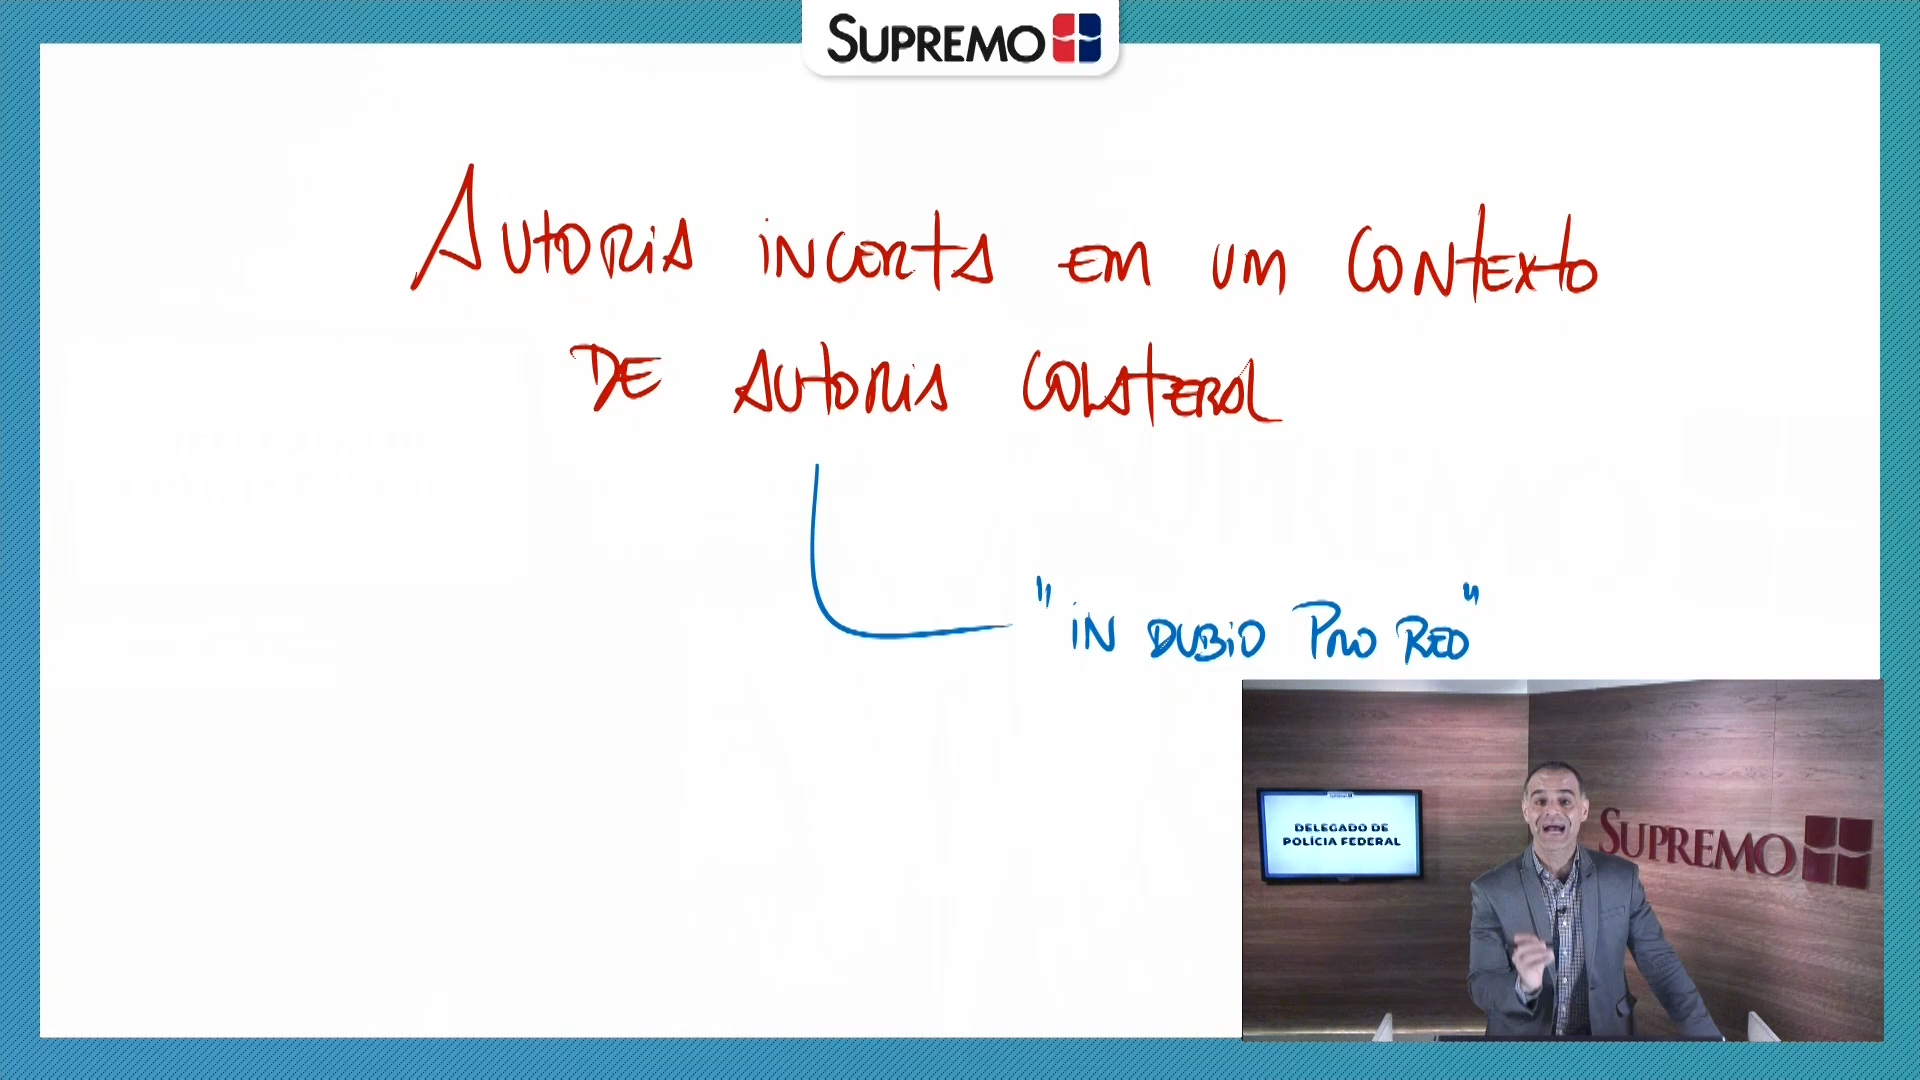 SUPREMO
AUTORIA INCERTA EM UM CONTEXTO
DE AUTORIA COLATERAL
"IN DUBIO PRO REO"
DELEGADO DE
POLÍCIA FEDERAL
SUPREMO